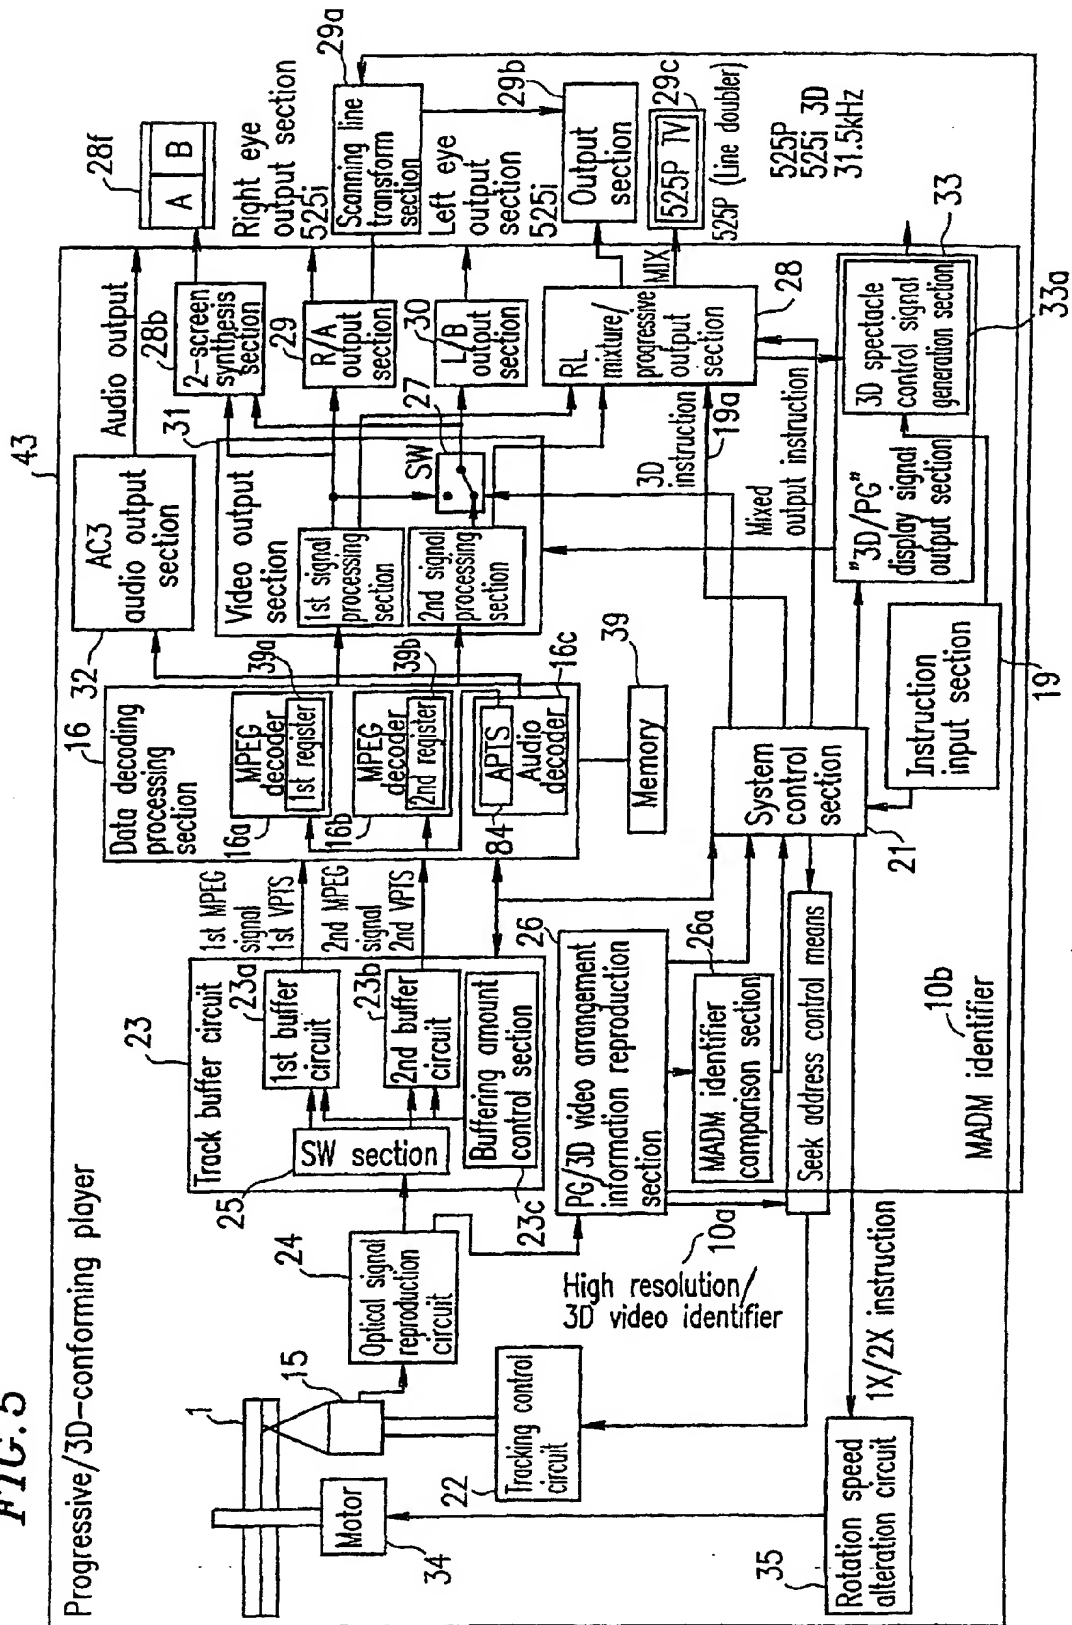 FIG.5
Progressive/3D-conforming player
43
1
Motor
34
15
24
Optical signal
reproduction
circuit
22
Tracking control
circuit
35
Rotation speed
alteration circuit
1X/2X instruction
High resolution/
3D video identifier
10a
23
Track buffer circuit
25
SW section
23a
1st buffer
circuit
23b
2nd buffer
circuit
Buffering amount
control section
23c
26
PG/3D video arrangement
information reproduction
section
26a
MADM identifier
comparison section
Seek address control means
10b
MADM identifier
1st MPEG
signal
1st VPTS
2nd MPEG
signal
2nd VPTS
16
Data decoding
processing
section
16a
MPEG
decoder
1st register
39a
16b
MPEG
decoder
2nd register
39b
84
APTS
Audio
decoder
16c
Memory
39
System
control
section
21
Instruction
input section
19
32
AC3
audio output
section
Audio output
31
Video output
section
1st signal
processing
section
2nd signal
processing
section
SW
27
3D
instruction
19a
Mixed
output instruction
"3D/PG"
display signal
output section
3D spectacle
control signal
generation section
33
33a
28b
2-screen
synthesis
section
29
R/A
output
section
30
L/B
output
section
RL
mixture/
progressive
output
section
28
MIX
28f
A B
Right eye
output section
525i
Scanning line
transform
section
29a
Left eye
output
section
525i
Output
section
29b
525P TV
29c
525P (Line doubler)
525P
525i 3D
31.5kHz